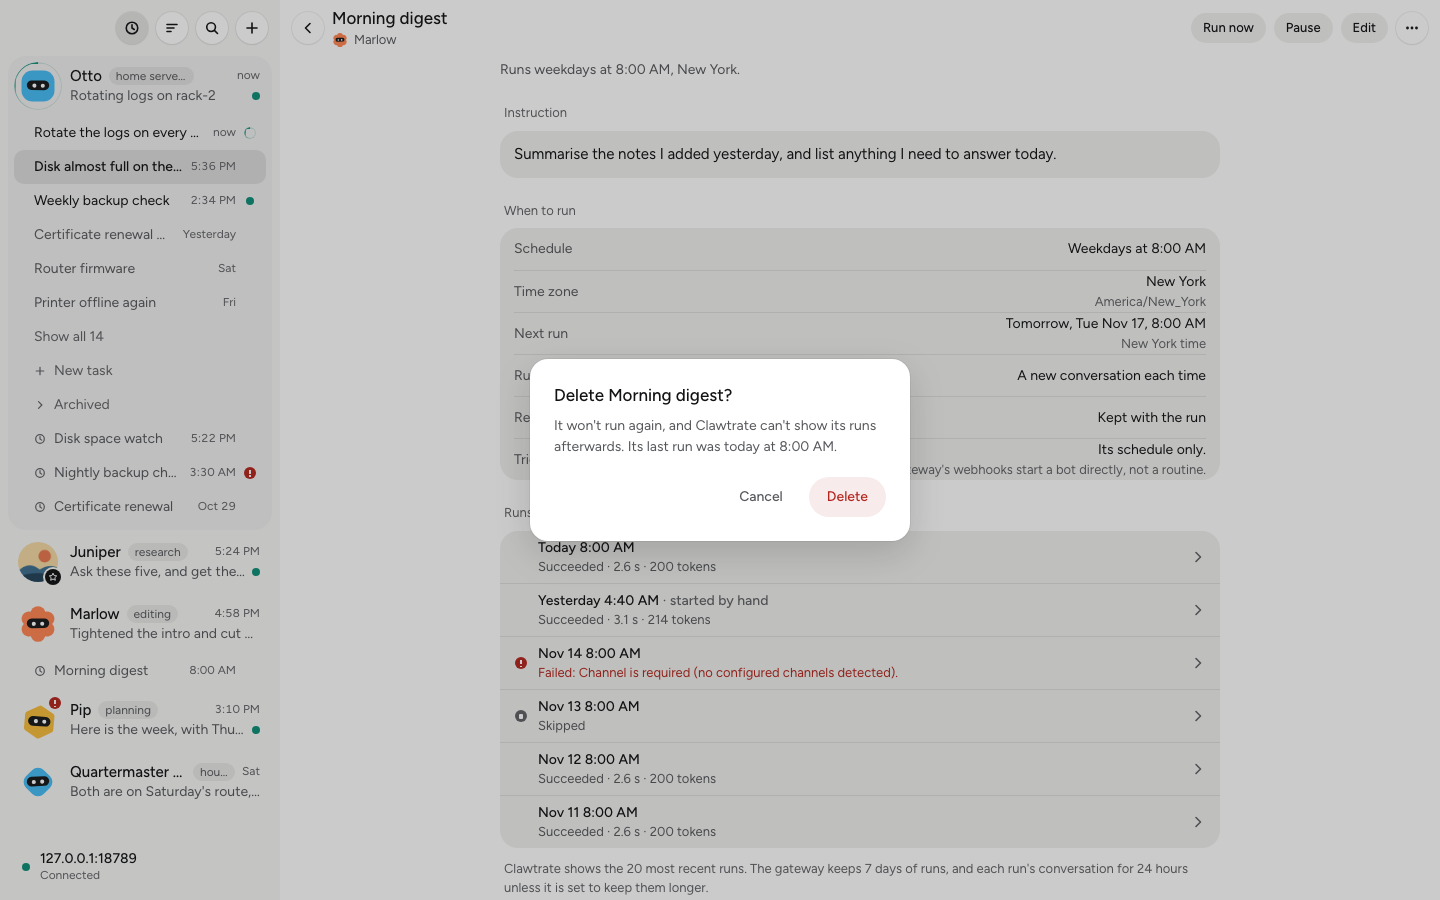 Otto
home serve...
now
Rotating logs on rack-2
Rotate the logs on every ...
now
Disk almost full on the...
5:36 PM
Weekly backup check
2:34 PM
Certificate renewal ...
Yesterday
Router firmware
Sat
Printer offline again
Fri
Show all 14
New task
Archived
Disk space watch
5:22 PM
Nightly backup ch...
3:30 AM
Certificate renewal
Oct 29
Juniper
research
5:24 PM
Ask these five, and get the...
Marlow
editing
4:58 PM
Tightened the intro and cut ...
Morning digest
8:00 AM
Pip
planning
3:10 PM
Here is the week, with Thu...
Quartermaster ...
hou...
Sat
Both are on Saturday's route,...
127.0.0.1:18789
Connected
Morning digest
Marlow
Run now
Pause
Edit
Runs weekdays at 8:00 AM, New York.
Instruction
Summarise the notes I added yesterday, and list anything I need to answer today.
When to run
Schedule
Weekdays at 8:00 AM
Time zone
New York
America/New_York
Next run
Tomorrow, Tue Nov 17, 8:00 AM
New York time
A new conversation each time
Kept with the run
Its schedule only.
webhooks start a bot directly, not a routine.
Delete Morning digest?
It won't run again, and Clawtrate can't show its runs
afterwards. Its last run was today at 8:00 AM.
Cancel
Delete
Runs
Today 8:00 AM
Succeeded · 2.6 s · 200 tokens
Yesterday 4:40 AM · started by hand
Succeeded · 3.1 s · 214 tokens
Nov 14 8:00 AM
Failed: Channel is required (no configured channels detected).
Nov 13 8:00 AM
Skipped
Nov 12 8:00 AM
Succeeded · 2.6 s · 200 tokens
Nov 11 8:00 AM
Succeeded · 2.6 s · 200 tokens
Clawtrate shows the 20 most recent runs. The gateway keeps 7 days of runs, and each run's conversation for 24 hours
unless it is set to keep them longer.